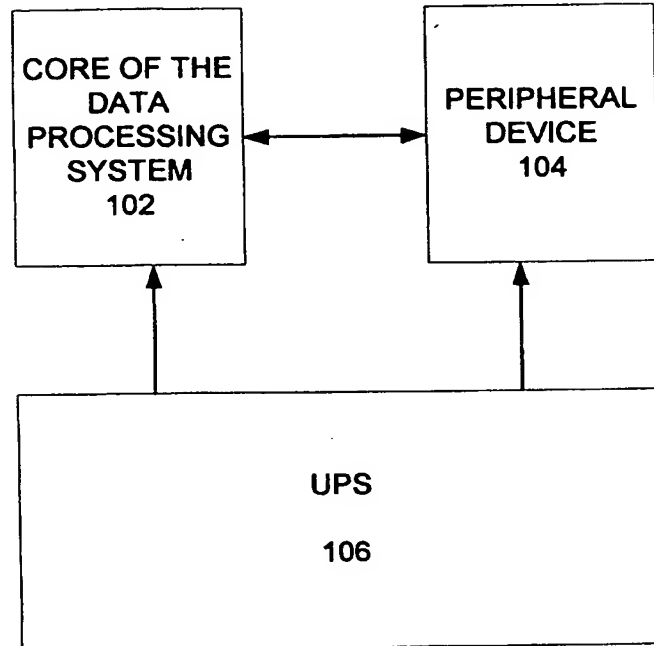 CORE OF THE
DATA
PROCESSING
SYSTEM
102
PERIPHERAL
DEVICE
104
UPS
106